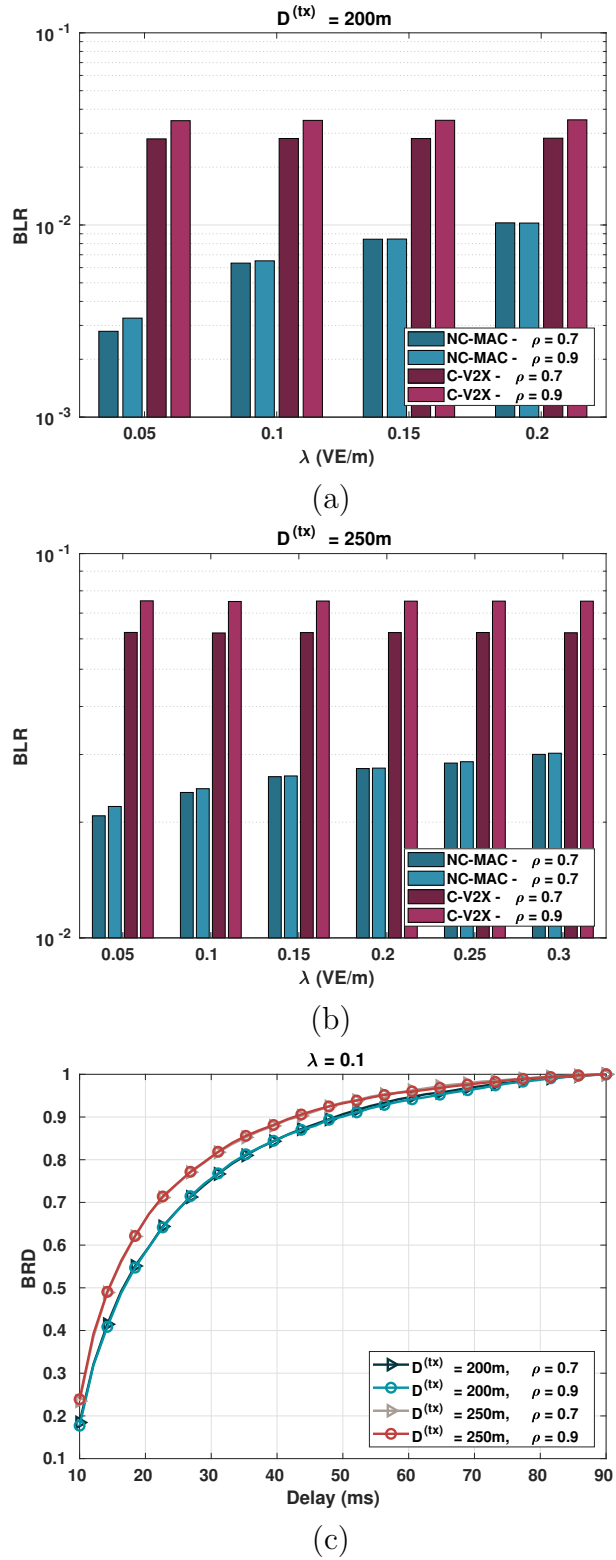 D(tx) = 200m
10-1
10-2
10-3
BLR
NC-MAC - ρ = 0.7
NC-MAC - ρ = 0.9
C-V2X - ρ = 0.7
C-V2X - ρ = 0.9
0.05 0.1 0.15 0.2
λ (VE/m)
(a)
D(tx) = 250m
10-1
BLR
NC-MAC - ρ = 0.7
NC-MAC - ρ = 0.7
C-V2X - ρ = 0.7
C-V2X - ρ = 0.9
10-2
0.05 0.1 0.15 0.2 0.25 0.3
λ (VE/m)
(b)
λ = 0.1
1
0.9
0.8
0.7
0.6
0.5
0.4
0.3
0.2
0.1
BRD
D(tx) = 200m, ρ = 0.7
D(tx) = 200m, ρ = 0.9
D(tx) = 250m, ρ = 0.7
D(tx) = 250m, ρ = 0.9
10 20 30 40 50 60 70 80 90
Delay (ms)
(c)